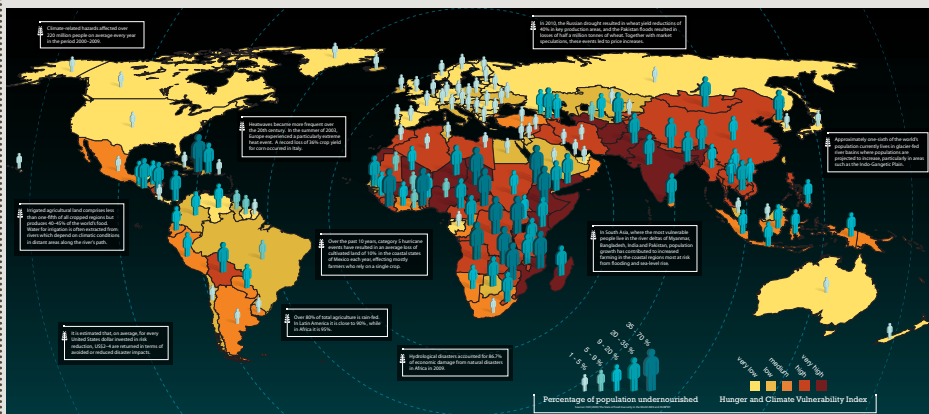 Climate-related hazards affected over
220 million people on average every year
in the period 2000–2009.
In 2010, the Russian drought resulted in wheat yield reductions of
40% in key production areas, and the Pakistan floods resulted in
losses of half a million tonnes of wheat. Together with market
speculations, these events led to price increases.
Heatwaves became more frequent over
the 20th century. In the summer of 2003,
Europe experienced a particularly extreme
heat event. A record loss of 36% crop yield
for corn occurred in Italy.
Approximately one-sixth of the world's
population currently lives in glacier-fed
river basins where populations are
projected to increase, particularly in areas
such as the Indo-Gangetic Plain.
Irrigated agricultural land comprises less
than one-fifth of all cropped regions but
produces 40–45% of the world's food.
Water for irrigation is often extracted from
rivers which depend on climatic conditions
in distant areas along the river's path.
Over the past 10 years, category 5 hurricane
events have resulted in an average loss of
cultivated land of 10% in the coastal states
of Mexico each year, effecting mostly
farmers who rely on a single crop.
In South Asia, where the most vulnerable
people live in the river deltas of Myanmar,
Bangladesh, India and Pakistan, population
growth has contributed to increased
farming in the coastal regions most at risk
from flooding and sea-level rise.
It is estimated that, on average, for every
United States dollar invested in risk
reduction, US$2–4 are returned in terms of
avoided or reduced disaster impacts.
Over 80% of total agriculture is rain-fed.
In Latin America it is close to 90%, while
in Africa it is 95%.
Hydrological disasters accounted for 86.7%
of economic damage from natural disasters
in Africa in 2009.
1 - 5 %
5 - 9 %
9 - 20 %
20 - 35 %
35 - 70 %
Percentage of population undernourished
very low
low
medium
high
very high
Hunger and Climate Vulnerability Index